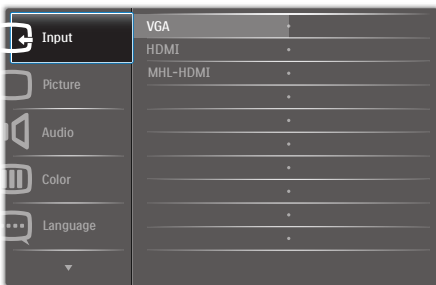 Input
Picture
Audio
Color
Language
VGA
HDMI
MHL-HDMI